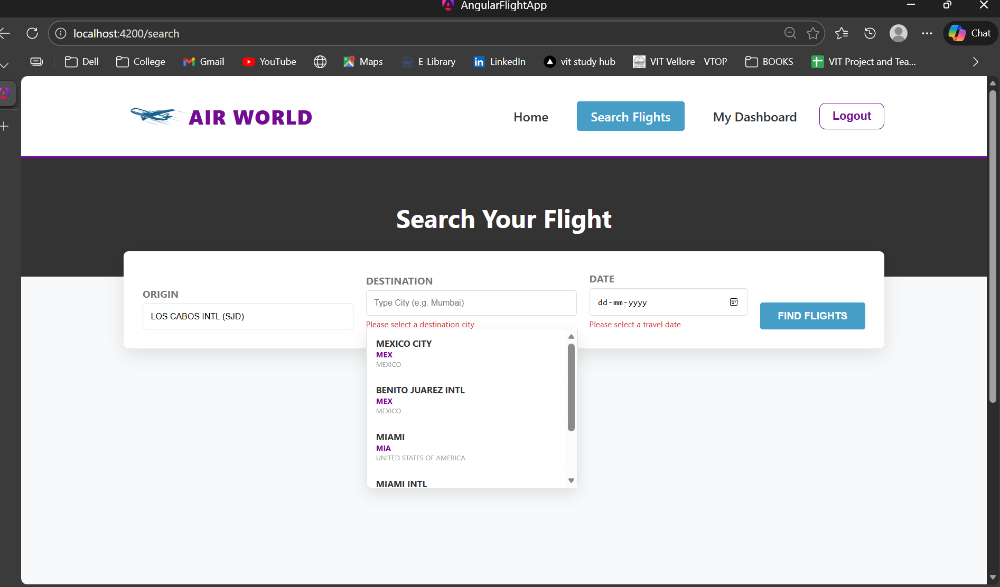 AngularFlightApp
localhost:4200/search
Chat
Dell
College
Gmail
YouTube
Maps
E-Library
LinkedIn
vit study hub
VIT Vellore - VTOP
BOOKS
VIT Project and Tea...
AIR WORLD
Home
Search Flights
My Dashboard
Logout
Search Your Flight
ORIGIN
LOS CABOS INTL (SJD)
DESTINATION
Type City (e.g. Mumbai)
Please select a destination city
DATE
dd-mm-yyyy
Please select a travel date
FIND FLIGHTS
MEXICO CITY
MEX
MEXICO
BENITO JUAREZ INTL
MEX
MEXICO
MIAMI
MIA
UNITED STATES OF AMERICA
MIAMI INTL